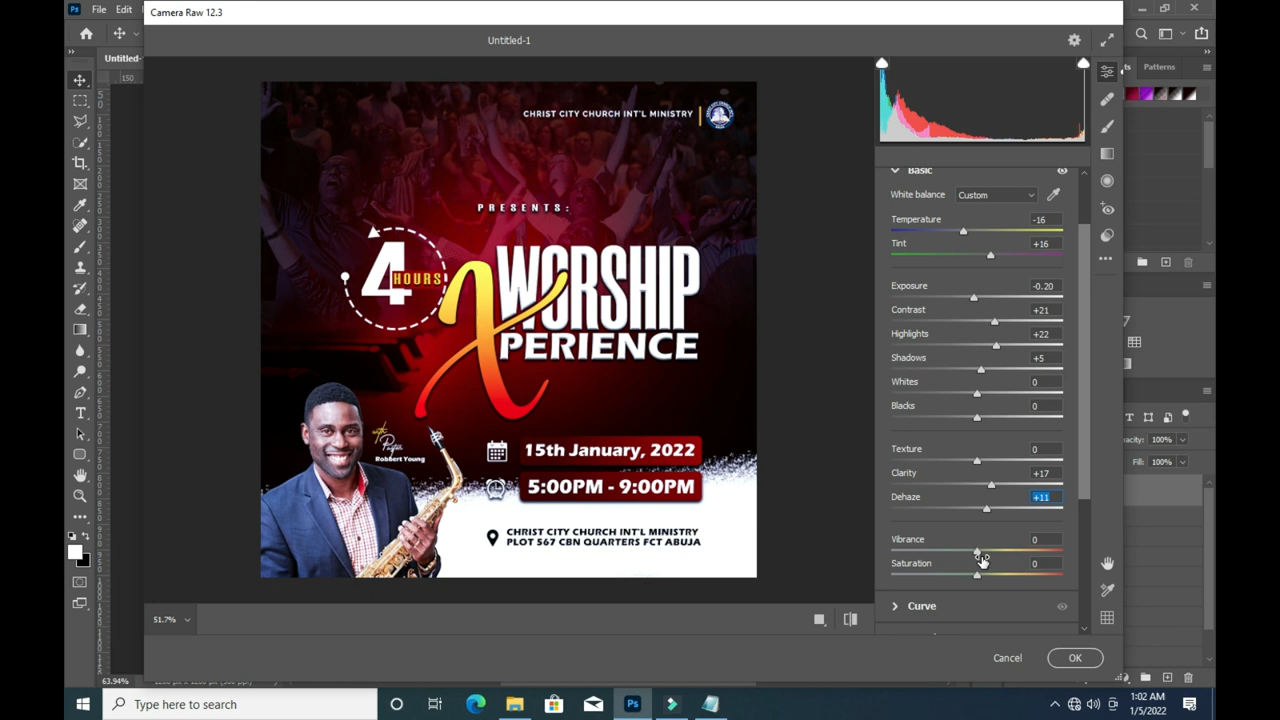 Camera Raw 12.3
File
Edit
Untitled-1
Untitled-
Patterns
150
CHRIST CITY CHURCH INT'L MINISTRY
PRESENTS:
4 HOURS
WORSHIP
XPERIENCE
with
Pastor
Robbert Young
15th January, 2022
5:00PM - 9:00PM
CHRIST CITY CHURCH INT'L MINISTRY
PLOT 567 CBN QUARTERS FCT ABUJA
Basic
White balance Custom
Temperature -16
Tint +16
Exposure -0.20
Contrast +21
Highlights +22
Shadows +5
Whites 0
Blacks 0
Texture 0
Clarity +17
Dehaze +11
Vibrance 0
Saturation 0
Curve
100%
Fill: 100%
51.7%
Cancel
OK
63.94%
Type here to search
1:02 AM
1/5/2022